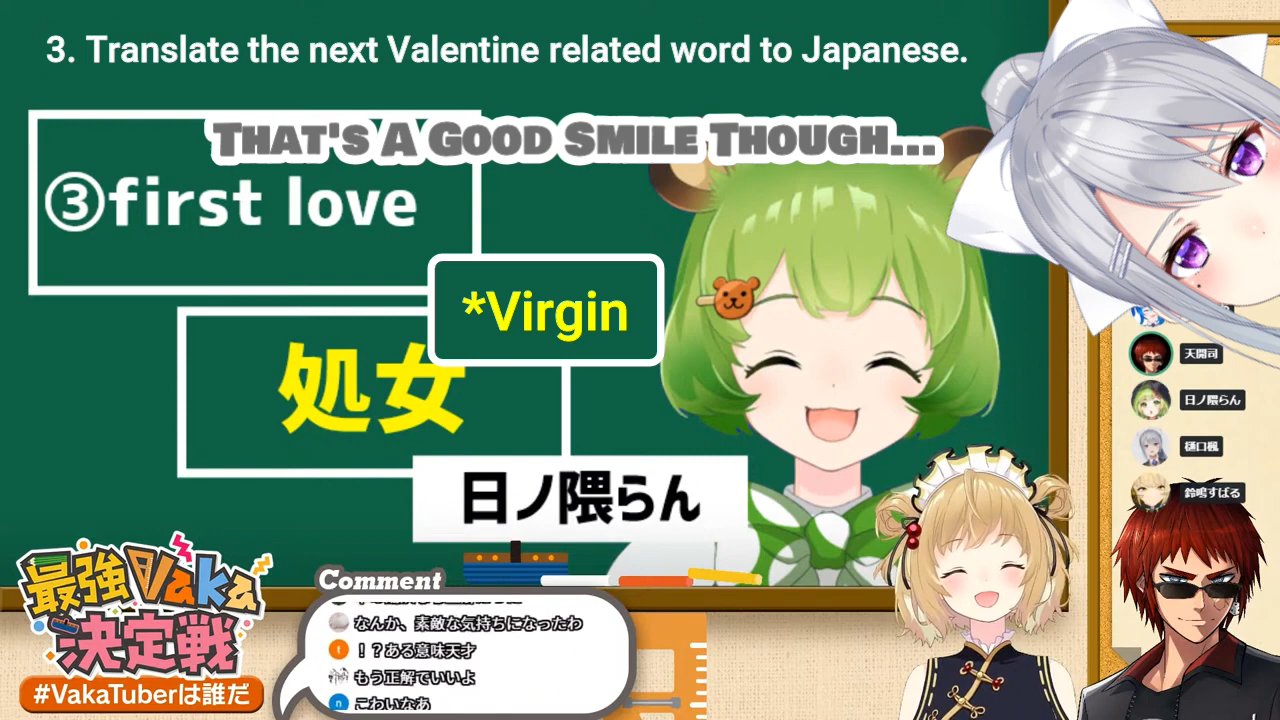 3. Translate the next Valentine related word to Japanese.
THAT'S A GOOD SMILE THOUGH...
③first love
*Virgin
処女
日ノ隈らん
天開司
日ノ隈らん
樋口楓
鈴鳴すばる
最強Vaka
決定戦
#VakaTuberは誰だ
Comment
なんか、素敵な気持ちになったわ
！？ある意味天才
もう正解でいいよ
こわいなあ